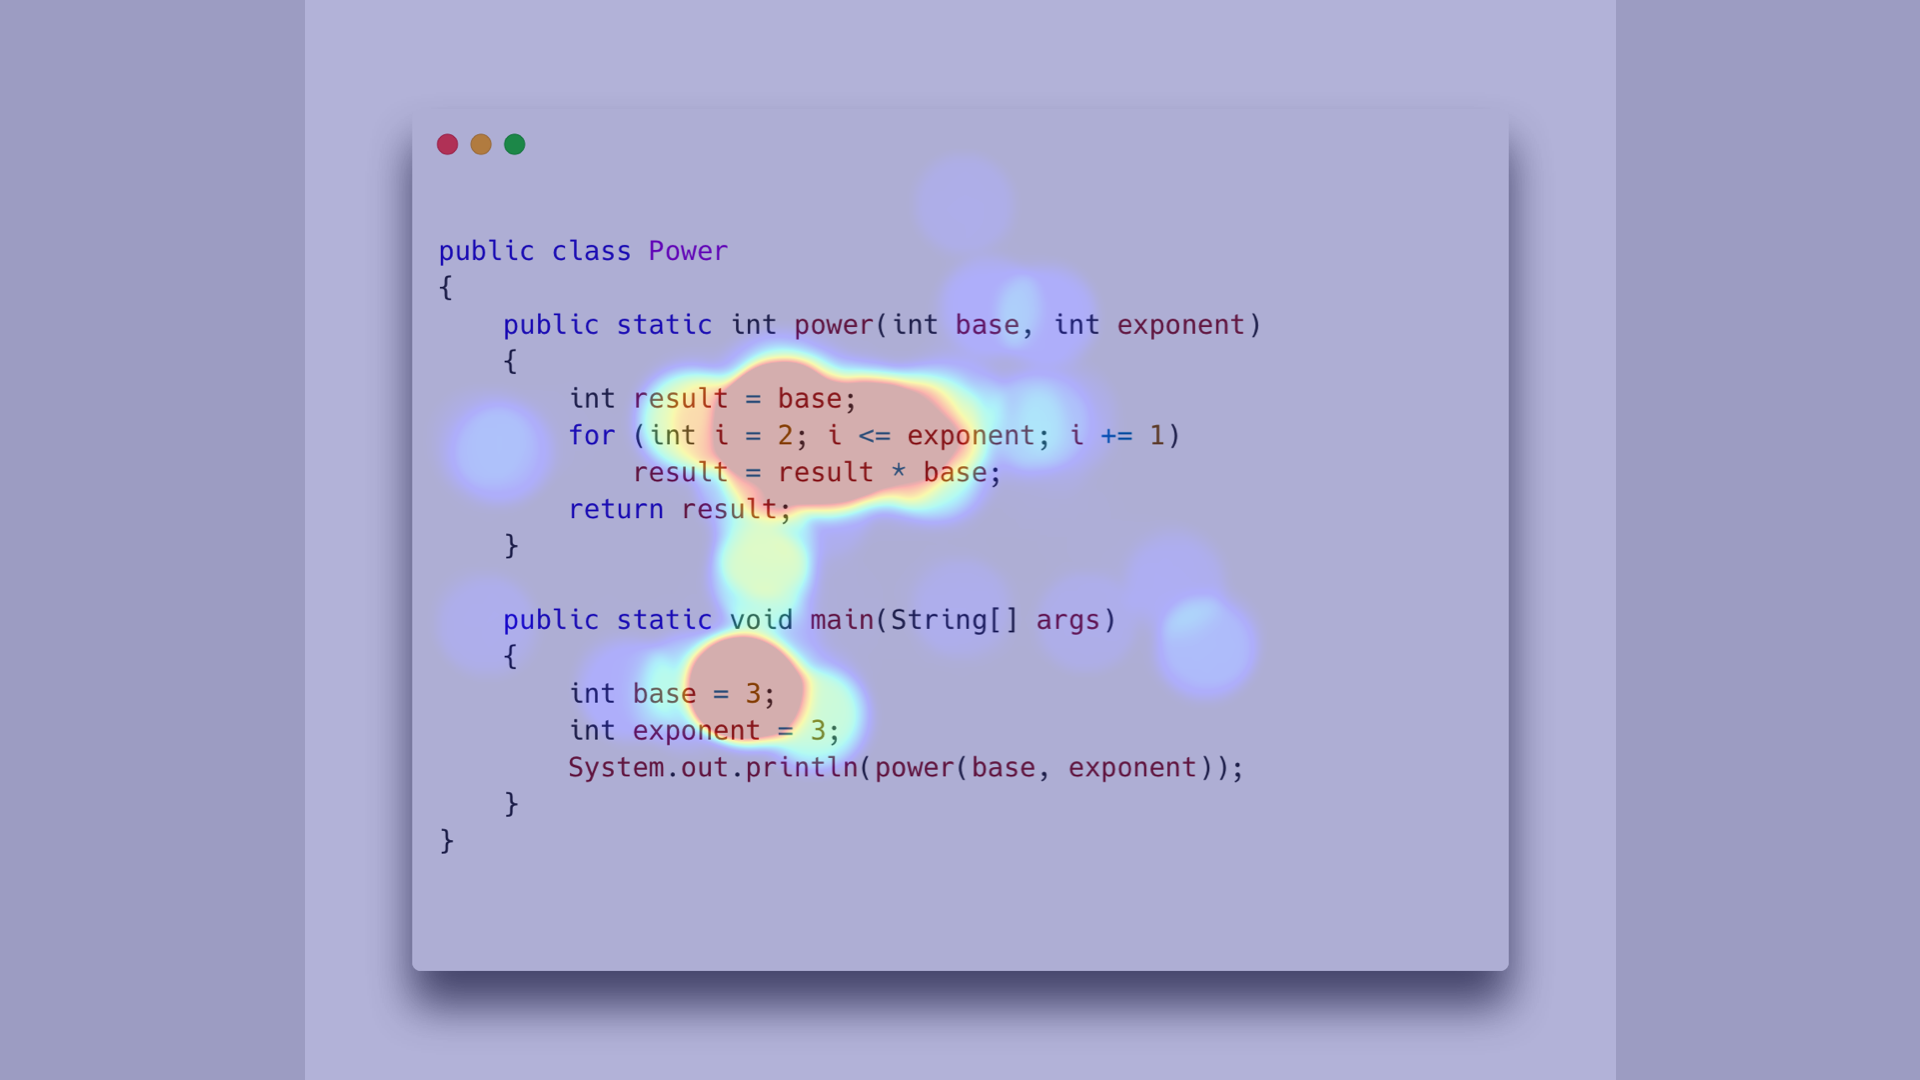 public class Power
{
    public static int power(int base, int exponent)
    {
        int result = base;
        for (int i = 2; i <= exponent; i += 1)
            result = result * base;
        return result;
    }

    public static void main(String[] args)
    {
        int base = 3;
        int exponent = 3;
        System.out.println(power(base, exponent));
    }
}